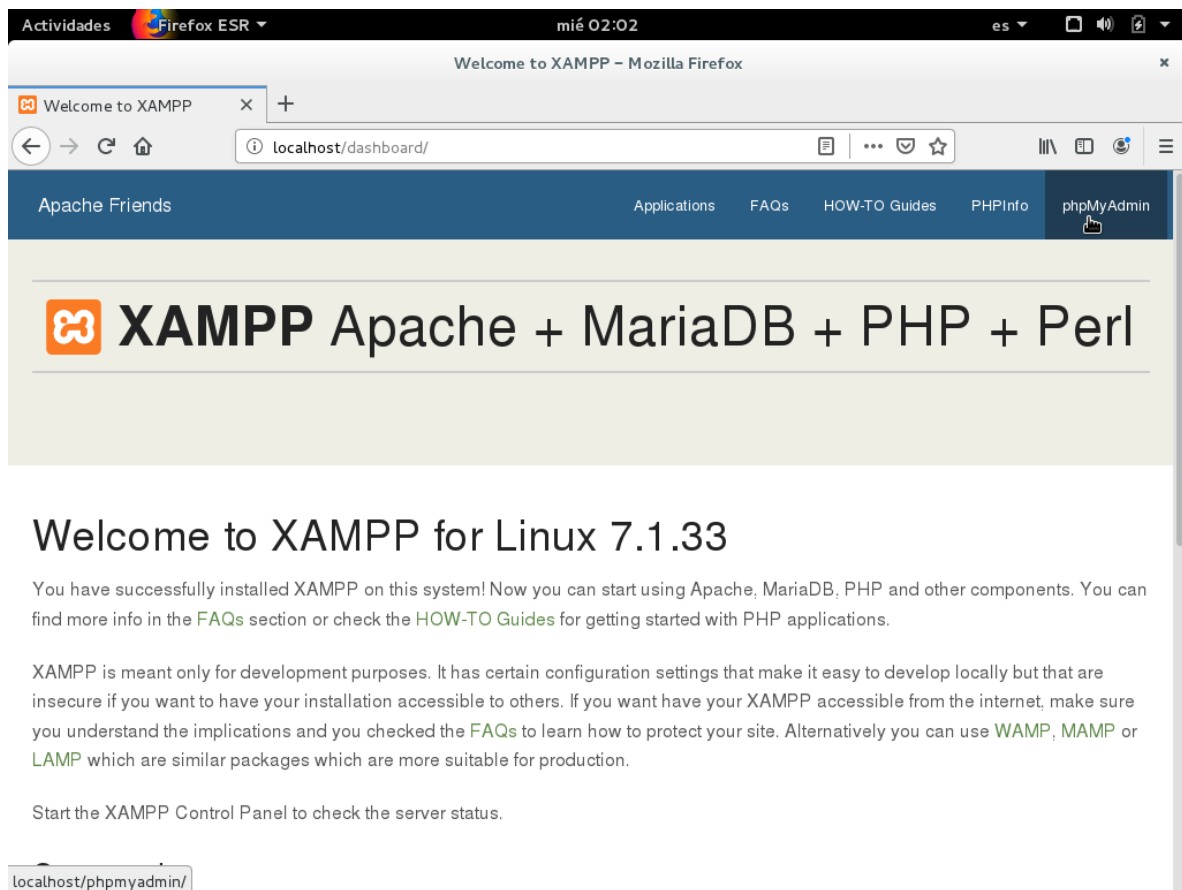 Actividades Firefox ESR mié 02:02 es
Welcome to XAMPP – Mozilla Firefox
Welcome to XAMPP
localhost/dashboard/
Apache Friends Applications FAQs HOW-TO Guides PHPInfo phpMyAdmin
XAMPP Apache + MariaDB + PHP + Perl
Welcome to XAMPP for Linux 7.1.33
You have successfully installed XAMPP on this system! Now you can start using Apache, MariaDB, PHP and other components. You can
find more info in the FAQs section or check the HOW-TO Guides for getting started with PHP applications.
XAMPP is meant only for development purposes. It has certain configuration settings that make it easy to develop locally but that are
insecure if you want to have your installation accessible to others. If you want have your XAMPP accessible from the internet, make sure
you understand the implications and you checked the FAQs to learn how to protect your site. Alternatively you can use WAMP, MAMP or
LAMP which are similar packages which are more suitable for production.
Start the XAMPP Control Panel to check the server status.
localhost/phpmyadmin/